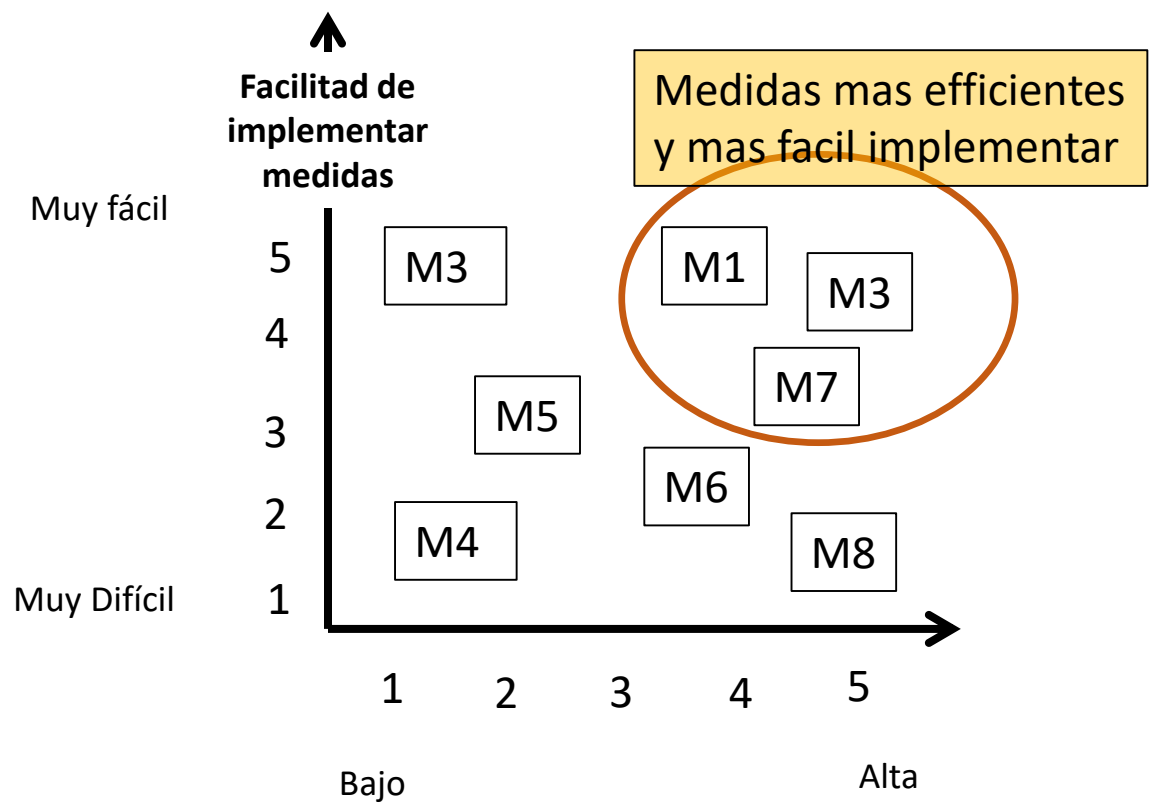 Facilitad de
implementar
medidas
Medidas mas efficientes
y mas facil implementar
Muy fácil
5
M3
M1
M3
4
M7
3
M5
M6
2
M4
M8
Muy Difícil
1
1
2
3
4
5
Bajo
Alta